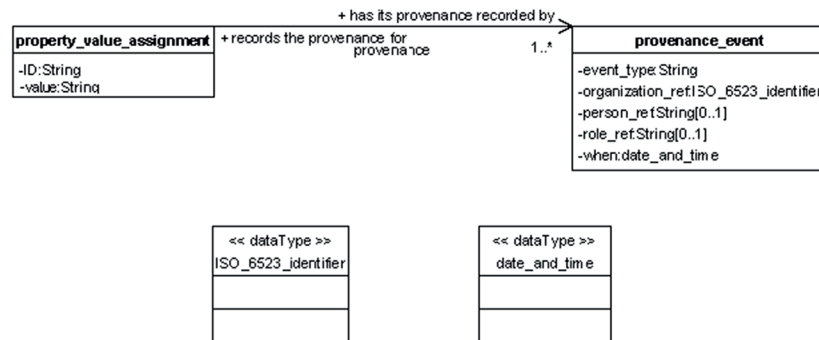 + has its provenance recorded by
property_value_assignment
+ records the provenance for
provenance
1..*
provenance_event
-ID:String
-value:String
-event_type:String
-organization_ref:ISO_6523_identifier
-person_ref:String[0..1]
-role_ref:String[0..1]
-when:date_and_time
<< dataType >>
ISO_6523_identifier
<< dataType >>
date_and_time